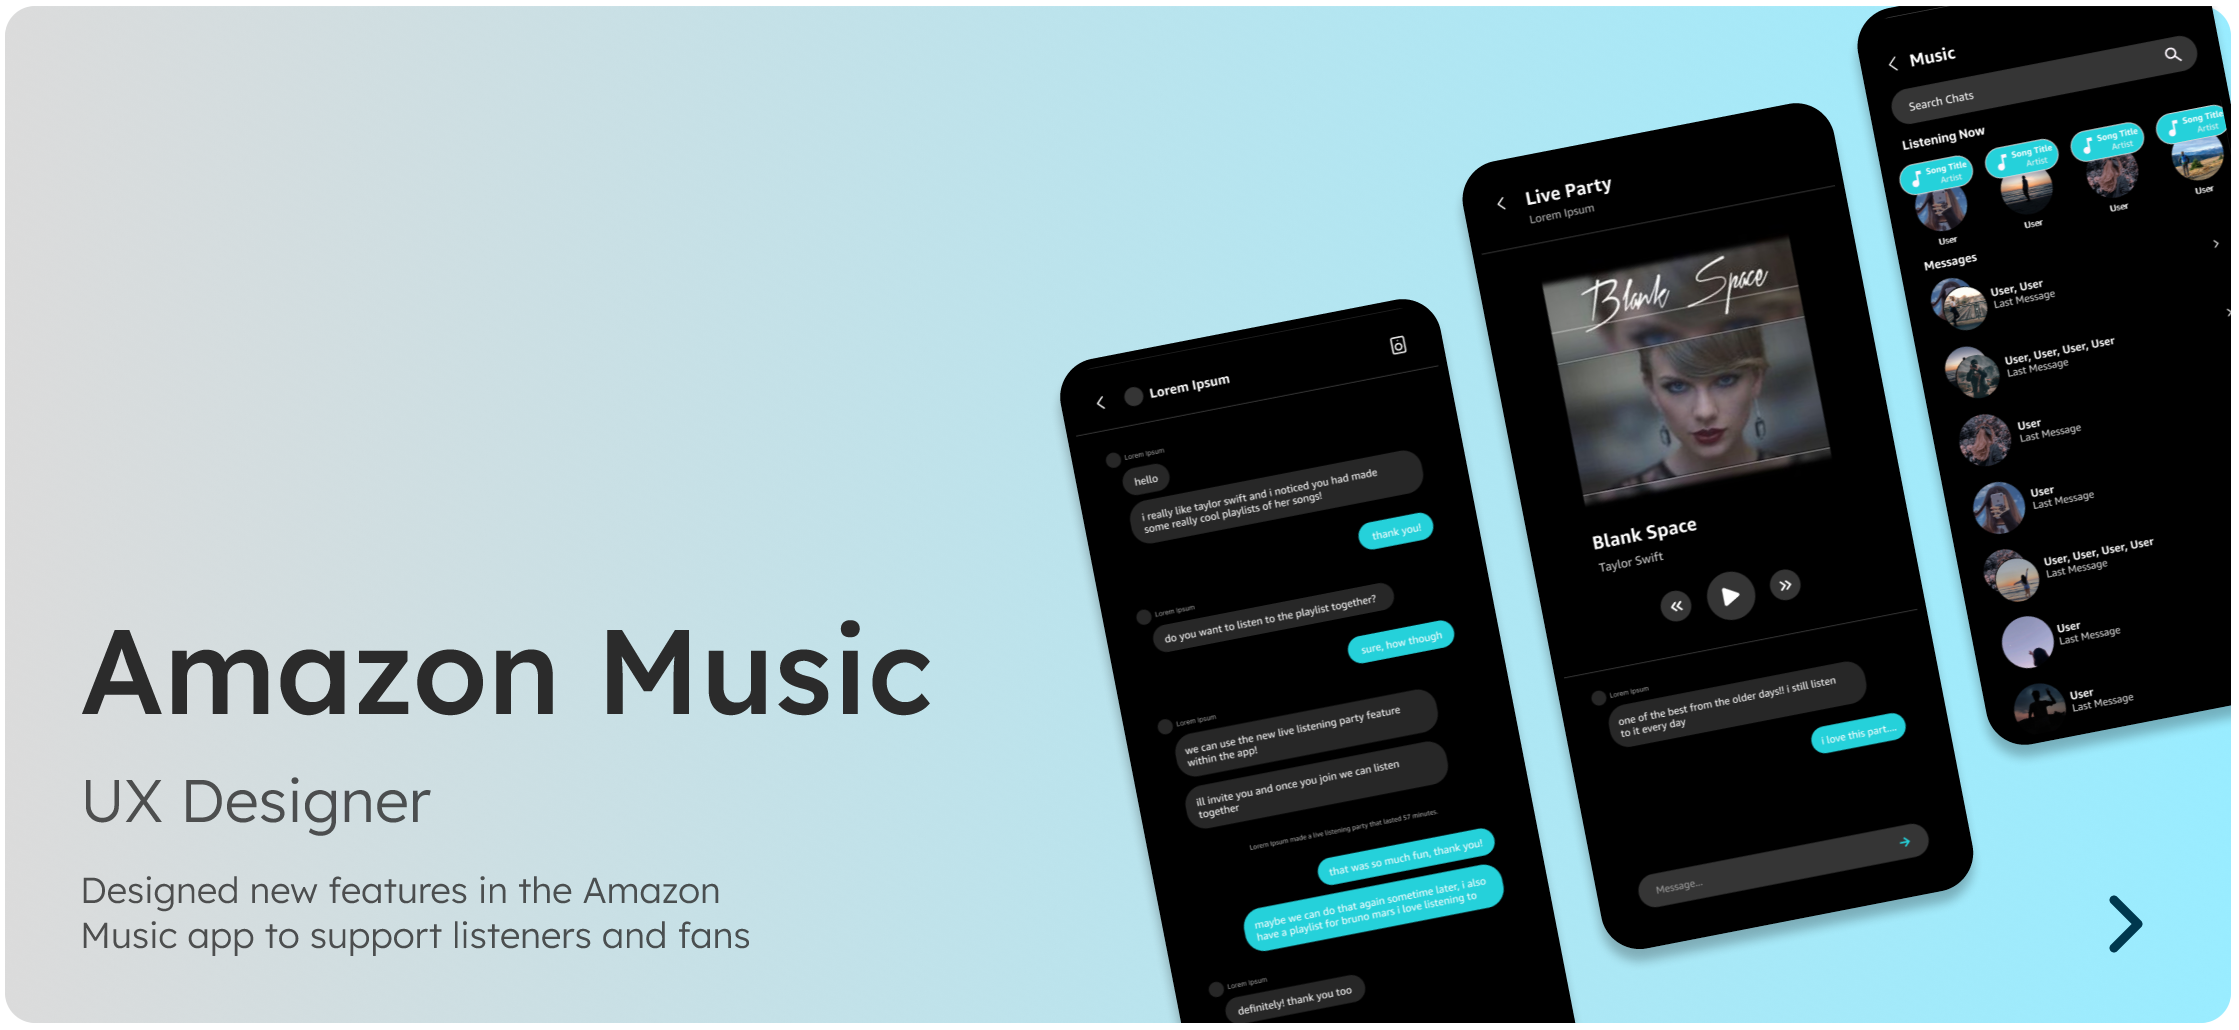 Amazon Music
UX Designer
Designed new features in the Amazon
Music app to support listeners and fans
Lorem Ipsum
Lorem Ipsum
hello
i really like taylor swift and i noticed you had made
some really cool playlists of her songs!
thank you!
Lorem Ipsum
do you want to listen to the playlist together?
sure, how though
Lorem Ipsum
we can use the new live listening party feature
within the app!
ill invite you and once you join we can listen
together
Lorem Ipsum made a live listening party that lasted 57 minutes.
that was so much fun, thank you!
maybe we can do that again sometime later, i also
have a playlist for bruno mars i love listening to
Lorem Ipsum
definitely! thank you too
Live Party
Lorem Ipsum
Blank Space
Blank Space
Taylor Swift
Lorem Ipsum
one of the best from the older days!! i still listen
to it every day
i love this part....
Message...
Music
Search Chats
Listening Now
Song Title
Artist
User
Song Title
Artist
User
Song Title
Artist
User
Song Title
Artist
User
Messages
User, User
Last Message
User, User, User, User
Last Message
User
Last Message
User
Last Message
User, User, User, User
Last Message
User
Last Message
User
Last Message